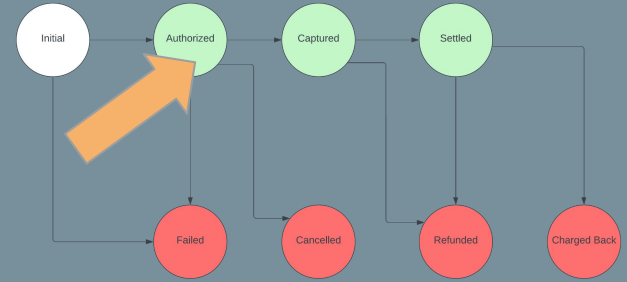 Initial
Authorized
Captured
Settled
Failed
Cancelled
Refunded
Charged Back